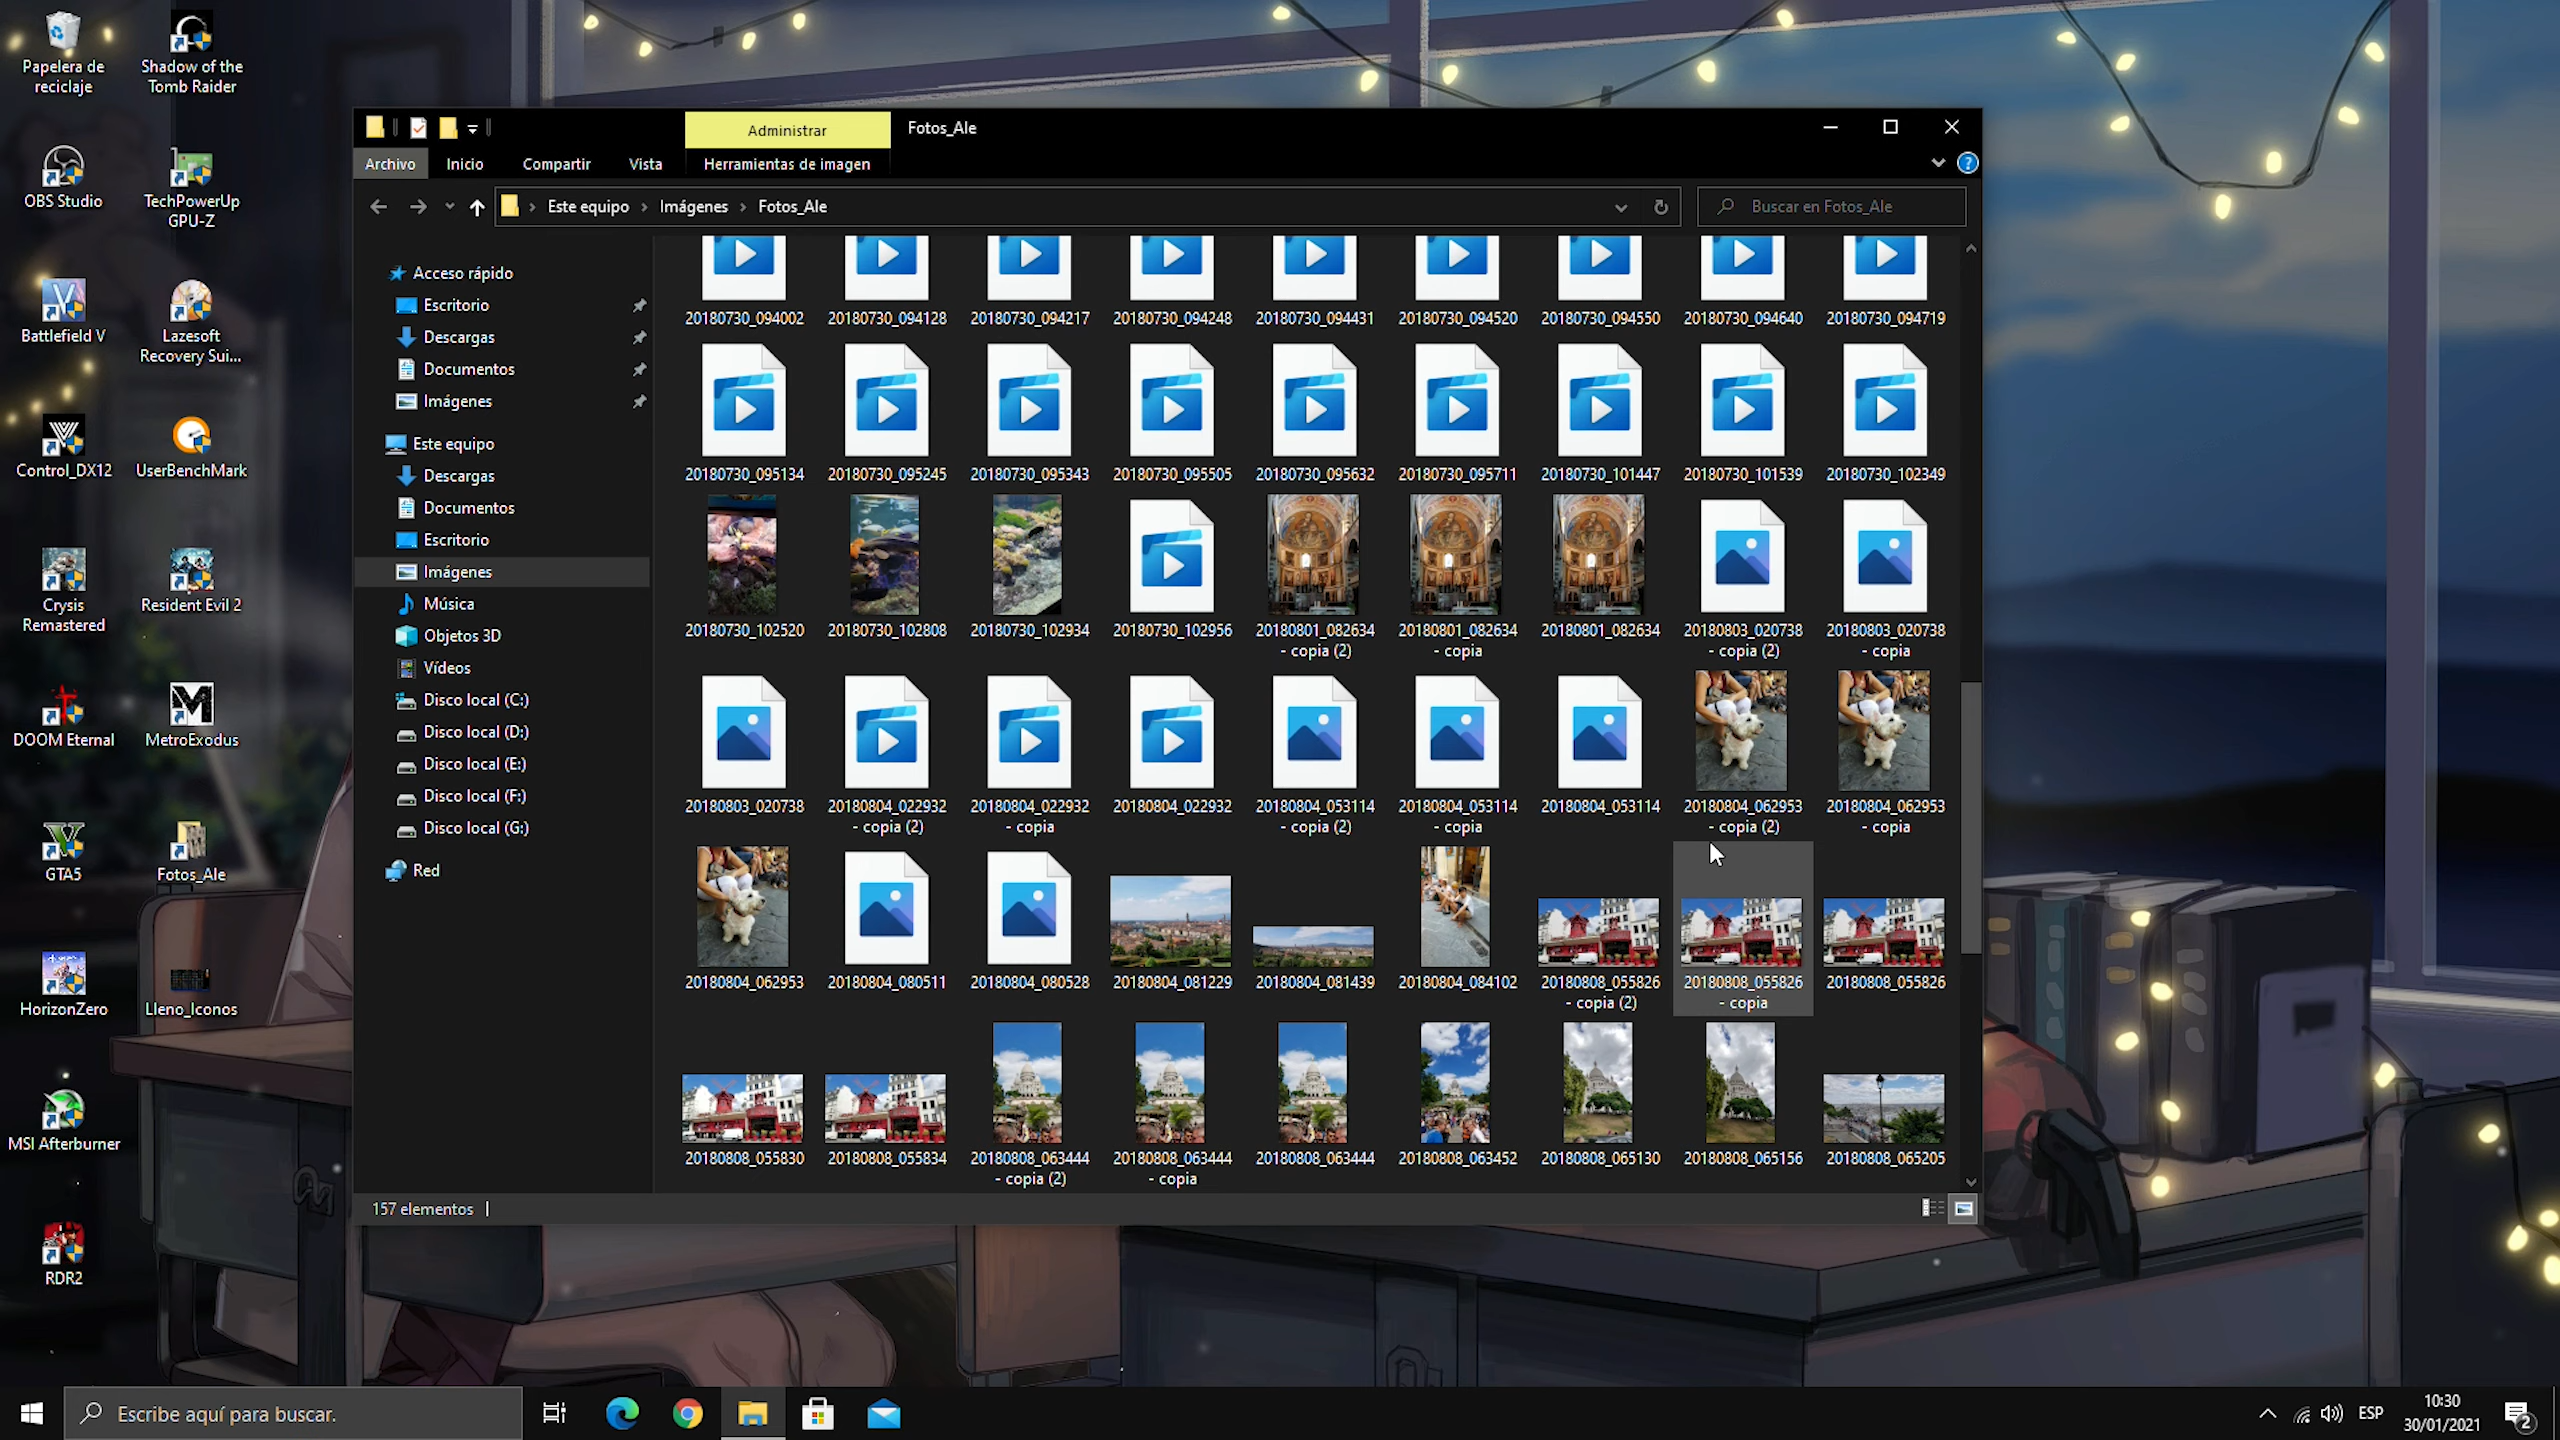 Papelera de
reciclaje
Shadow of the
Tomb Raider
OBS Studio
TechPowerUp
GPU-Z
Battlefield V
Lazesoft
Recovery Sui...
Control_DX12
UserBenchMark
Crysis
Remastered
Resident Evil 2
DOOM Eternal
MetroExodus
GTA5
Fotos_Ale
HorizonZero
Lleno_Iconos
MSI Afterburner
RDR2
Administrar
Fotos_Ale
Archivo
Inicio
Compartir
Vista
Herramientas de imagen
Este equipo
Imágenes
Fotos_Ale
Buscar en Fotos_Ale
Acceso rápido
Escritorio
Descargas
Documentos
Imágenes
Este equipo
Descargas
Documentos
Escritorio
Imágenes
Música
Objetos 3D
Vídeos
Disco local (C:)
Disco local (D:)
Disco local (E:)
Disco local (F:)
Disco local (G:)
Red
20180730_094002
20180730_094128
20180730_094217
20180730_094248
20180730_094431
20180730_094520
20180730_094550
20180730_094640
20180730_094719
20180730_095134
20180730_095245
20180730_095343
20180730_095505
20180730_095632
20180730_095711
20180730_101447
20180730_101539
20180730_102349
20180730_102520
20180730_102808
20180730_102934
20180730_102956
20180801_082634
- copia (2)
20180801_082634
- copia
20180801_082634
20180803_020738
- copia (2)
20180803_020738
- copia
20180803_020738
20180804_022932
- copia (2)
20180804_022932
- copia
20180804_022932
20180804_053114
- copia (2)
20180804_053114
- copia
20180804_053114
20180804_062953
- copia (2)
20180804_062953
- copia
20180804_062953
20180804_080511
20180804_080528
20180804_081229
20180804_081439
20180804_084102
20180808_055826
- copia (2)
20180808_055826
- copia
20180808_055826
20180808_055830
20180808_055834
20180808_063444
- copia (2)
20180808_063444
- copia
20180808_063444
20180808_063452
20180808_065130
20180808_065156
20180808_065205
157 elementos
Escribe aquí para buscar.
ESP
10:30
30/01/2021
2